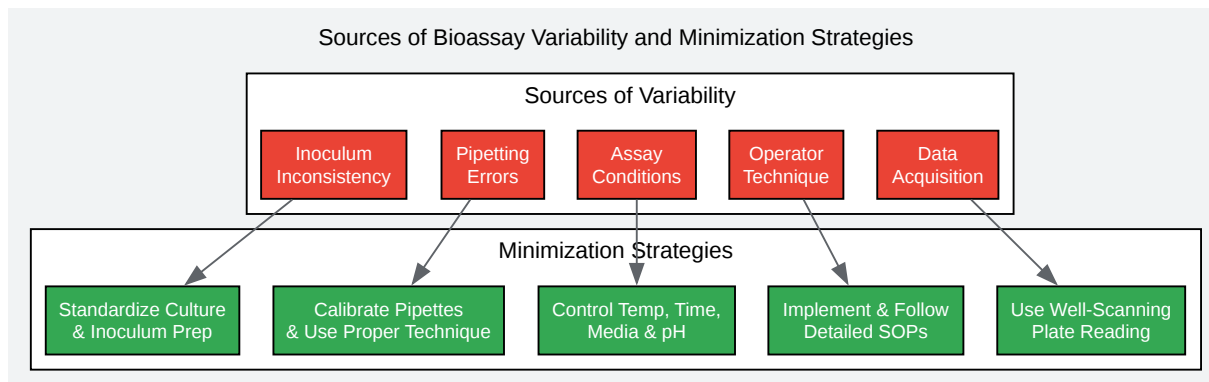 Sources of Bioassay Variability and Minimization Strategies
Sources of Variability
Inoculum
Inconsistency
Pipetting
Errors
Assay
Conditions
Operator
Technique
Data
Acquisition
Minimization Strategies
Standardize Culture
& Inoculum Prep
Calibrate Pipettes
& Use Proper Technique
Control Temp, Time,
Media & pH
Implement & Follow
Detailed SOPs
Use Well-Scanning
Plate Reading